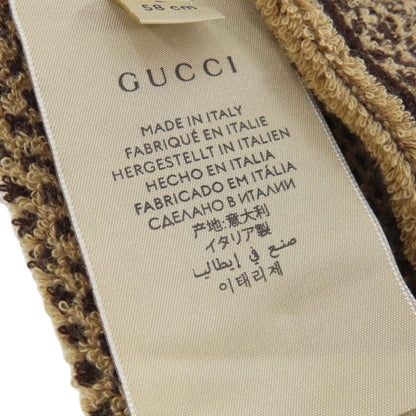 58 cm
GUCCI
MADE IN ITALY
FABRIQUÉ EN ITALIE
HERGESTELLT IN ITALIEN
HECHO EN ITALIA
FABRICADO EM ITÁLIA
СДЕЛАНО В ИТАЛИИ
产地:意大利
イタリア製
صنع في إيطاليا
이태리제